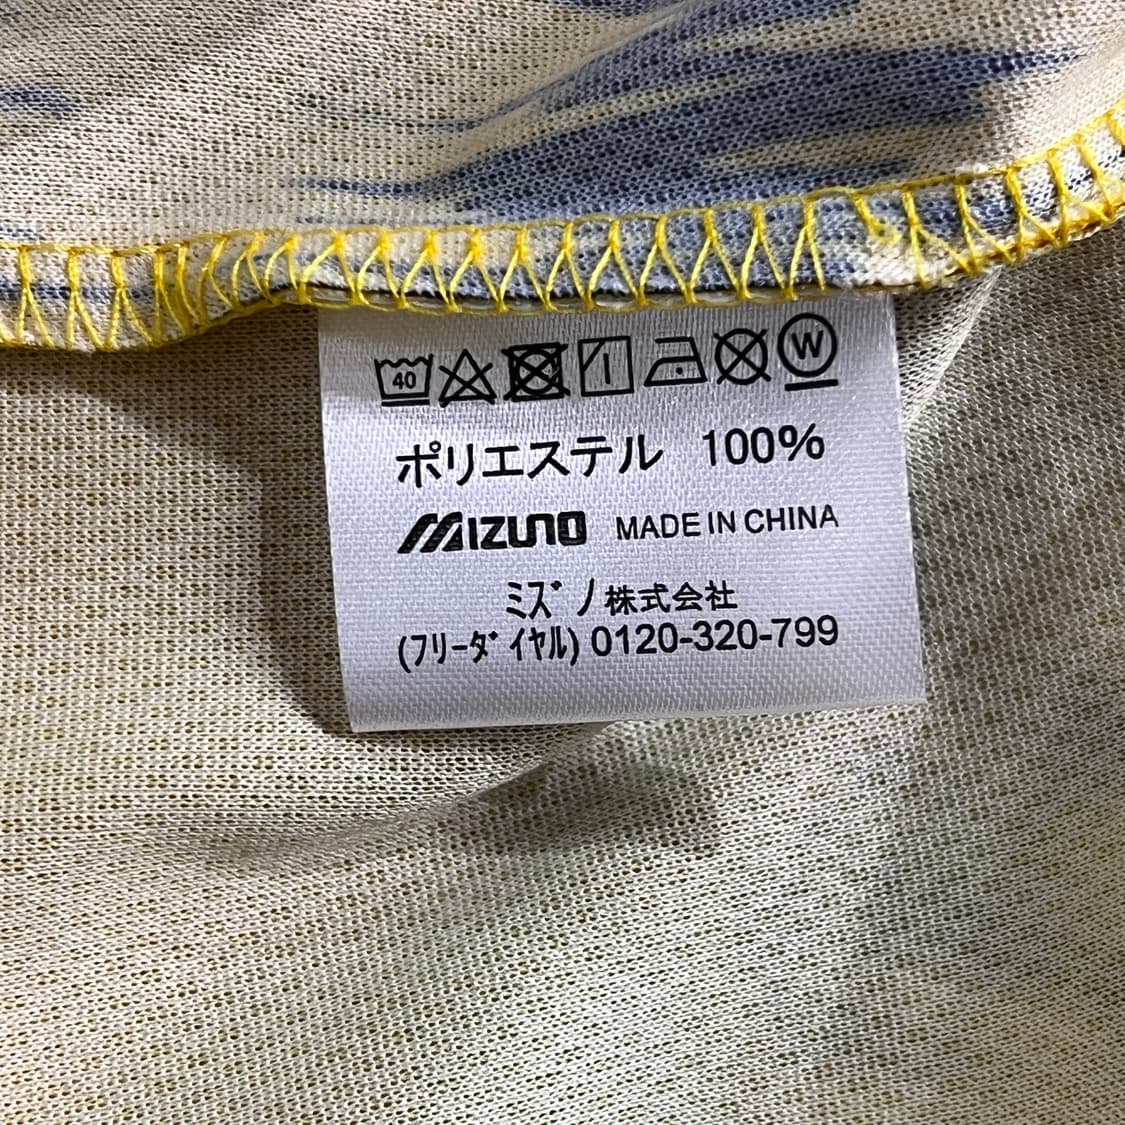 40 W
ポリエステル 100%
MIZUNO MADE IN CHINA
ミズノ株式会社
(フリーダイヤル) 0120-320-799